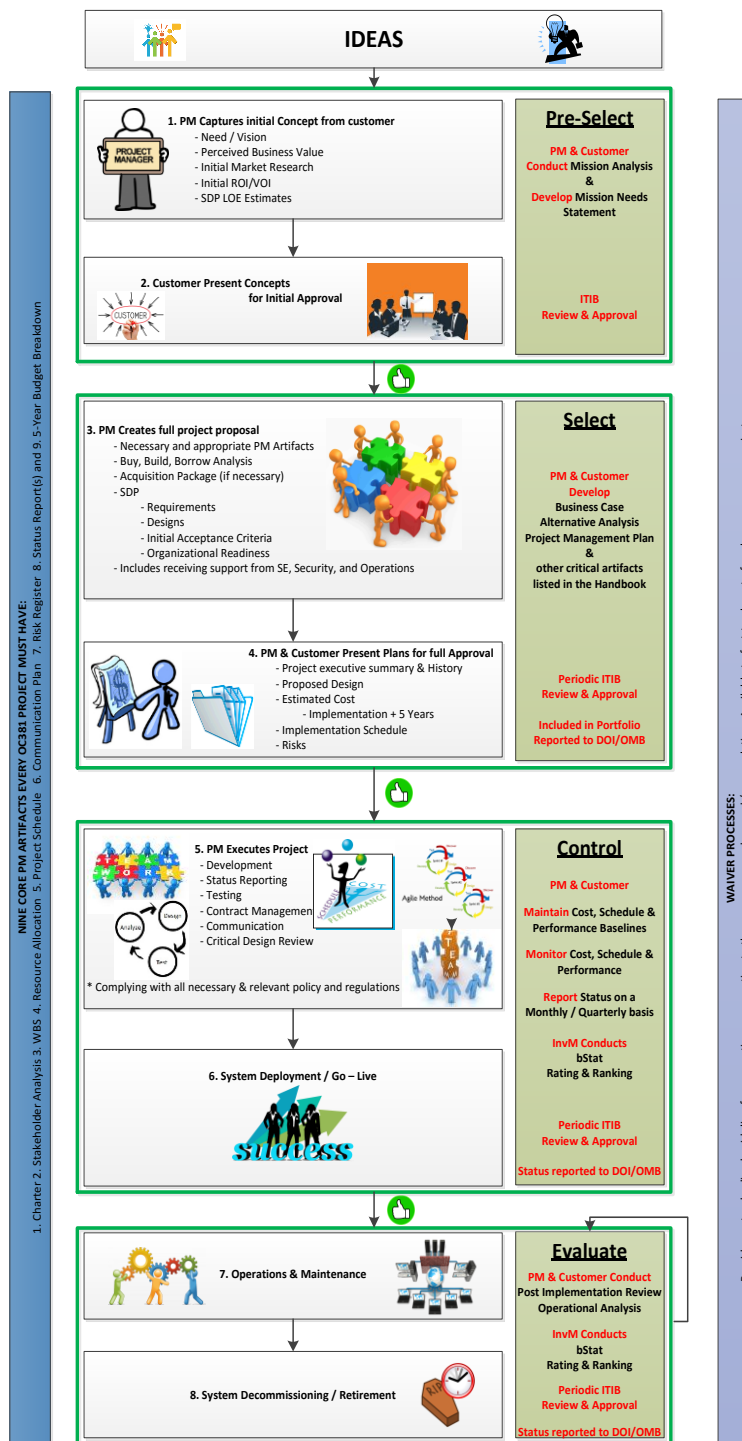 IDEAS
NINE CORE PM ARTIFACTS EVERY OC381 PROJECT MUST HAVE:
1. Charter 2. Stakeholder Analysis 3. WBS 4. Resource Allocation 5. Project Schedule 6. Communication Plan 7. Risk Register 8. Status Report(s) and 9. 5-Year Budget Breakdown
PROJECT
MANAGER
1. PM Captures initial Concept from customer
- Need / Vision
- Perceived Business Value
- Initial Market Research
- Initial ROI/VOI
- SDP LOE Estimates
2. Customer Present Concepts
for Initial Approval
CUSTOMER
Pre-Select
PM & Customer
Conduct Mission Analysis
&
Develop Mission Needs
Statement
ITIB
Review & Approval
3. PM Creates full project proposal
- Necessary and appropriate PM Artifacts
- Buy, Build, Borrow Analysis
- Acquisition Package (if necessary)
- SDP
- Requirements
- Designs
- Initial Acceptance Criteria
- Organizational Readiness
- Includes receiving support from SE, Security, and Operations
4. PM & Customer Present Plans for full Approval
- Project executive summary & History
- Proposed Design
- Estimated Cost
- Implementation + 5 Years
- Implementation Schedule
- Risks
$
Select
PM & Customer
Develop
Business Case
Alternative Analysis
Project Management Plan
&
other critical artifacts
listed in the Handbook
Periodic ITIB
Review & Approval
Included in Portfolio
Reported to DOI/OMB
5. PM Executes Project
- Development
- Status Reporting
- Testing
- Contract Managemen
- Communication
- Critical Design Review
* Complying with all necessary & relevant policy and regulations
Analyze
Design
Test
SCHEDULE
COST
PERFORMANCE
Agile Method
TEAM
6. System Deployment / Go – Live
success
Control
PM & Customer
Maintain Cost, Schedule &
Performance Baselines
Monitor Cost, Schedule &
Performance
Report Status on a
Monthly / Quarterly basis
InvM Conducts
bStat
Rating & Ranking
Periodic ITIB
Review & Approval
Status reported to DOI/OMB
7. Operations & Maintenance
8. System Decommissioning / Retirement
RIP
Evaluate
PM & Customer Conduct
Post Implementation Review
Operational Analysis
InvM Conducts
bStat
Rating & Ranking
Periodic ITIB
Review & Approval
Status reported to DOI/OMB
WAIVER PROCESSES: